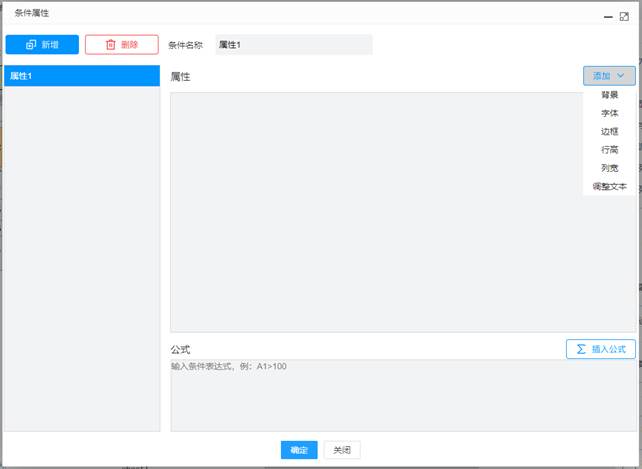 条件属性
新增
删除
条件名称
属性1
属性1
属性
添加
背景
字体
边框
行高
列宽
调整文本
公式
插入公式
输入条件表达式，例：A1>100
确定
关闭